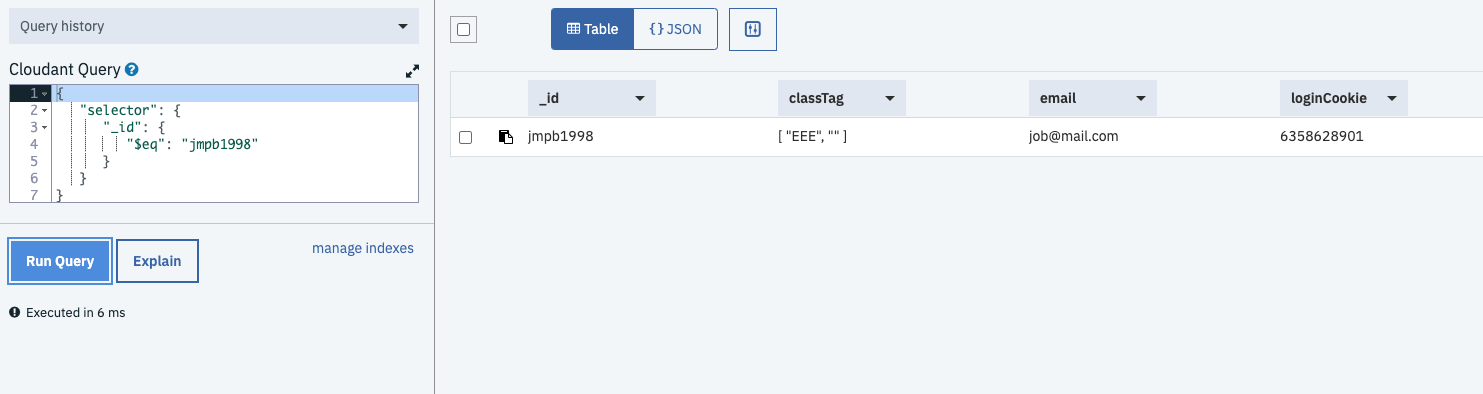 Query history
Cloudant Query ?
1 {
2 "selector": {
3 "_id": {
4 "$eq": "jmpb1998"
5 }
6 }
7 }
Run Query Explain manage indexes
Executed in 6 ms
Table {} JSON
_id classTag email loginCookie
jmpb1998 [ "EEE", "" ] job@mail.com 6358628901